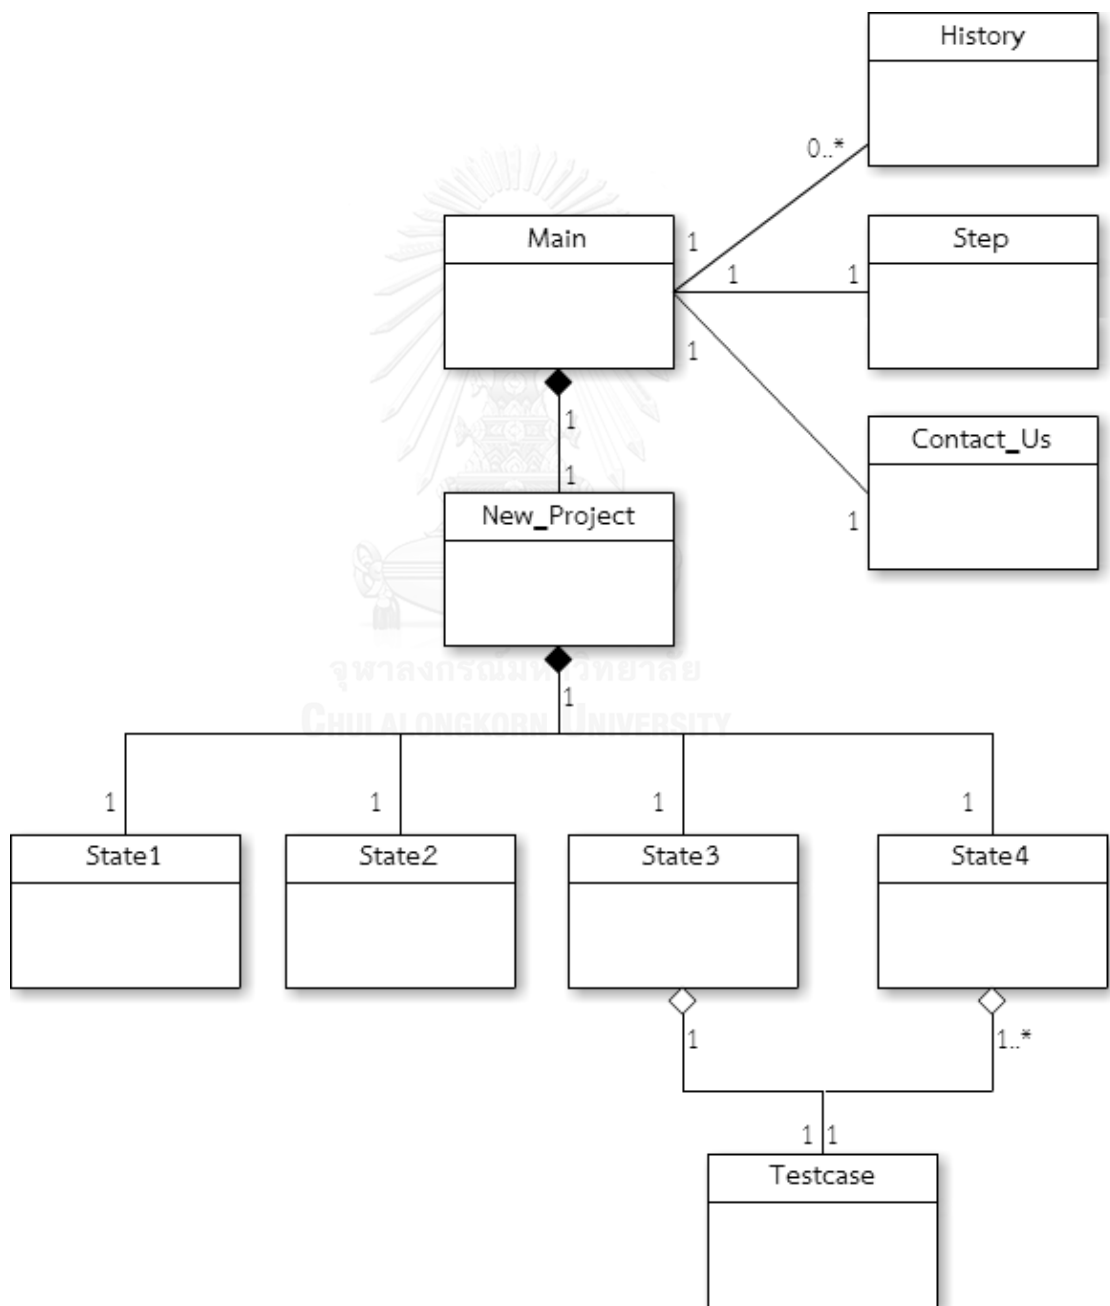 History
0..*
Main
1
Step
1
1
1
Contact_Us
1
1
1
New_Project
จุฬาลงกรณ์มหาวิทยาลัย
1
CHULALONGKORN UNIVERSITY
1
1
1
1
State1
State2
State3
State4
1
1..*
1
1
Testcase